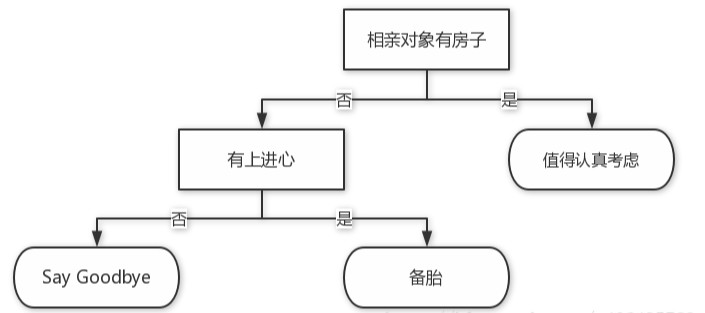 相亲对象有房子
否
是
有上进心
值得认真考虑
否
是
Say Goodbye
备胎